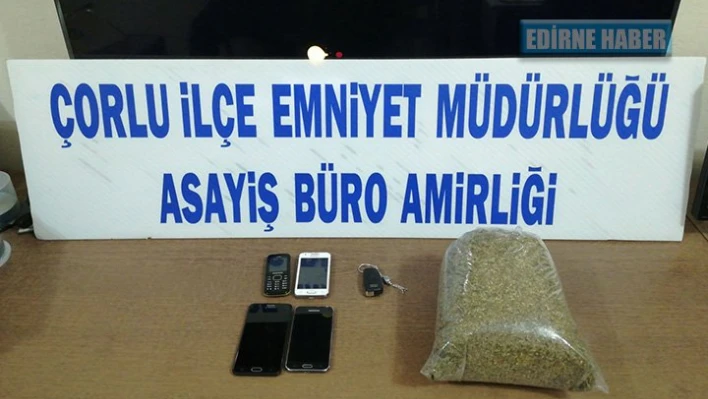 EDİRNE HABER
ÇORLU İLÇE EMNİYET MÜDÜRLÜĞÜ
ASAYİŞ BÜRO AMİRLİĞİ